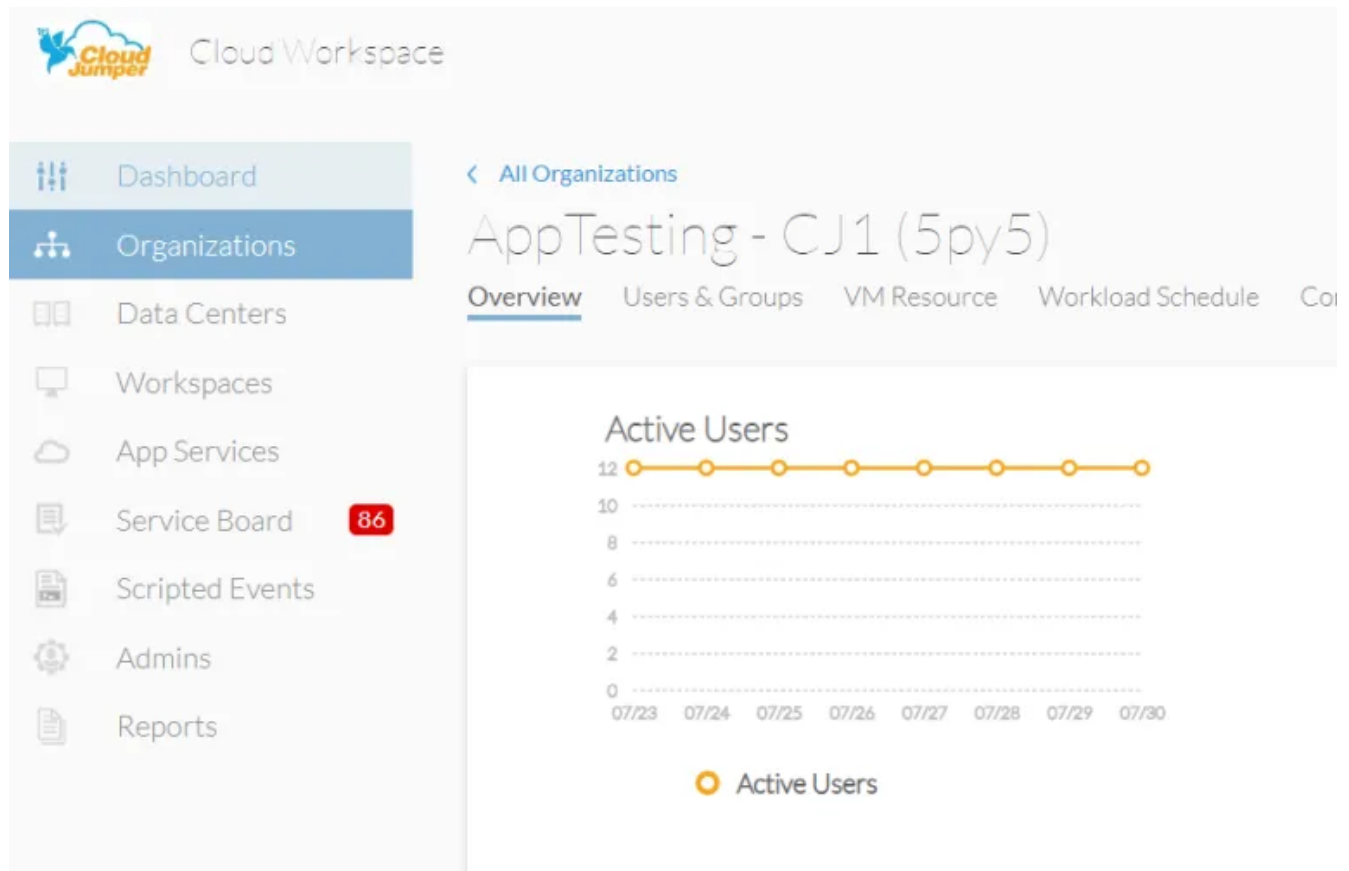 Cloud Jumper
Cloud Workspace
Dashboard
Organizations
Data Centers
Workspaces
App Services
Service Board 86
Scripted Events
Admins
Reports
All Organizations
AppTesting - CJ1 (5py5)
Overview Users & Groups VM Resource Workload Schedule
Active Users
12
10
8
6
4
2
0
07/23 07/24 07/25 07/26 07/27 07/28 07/29 07/30
Active Users